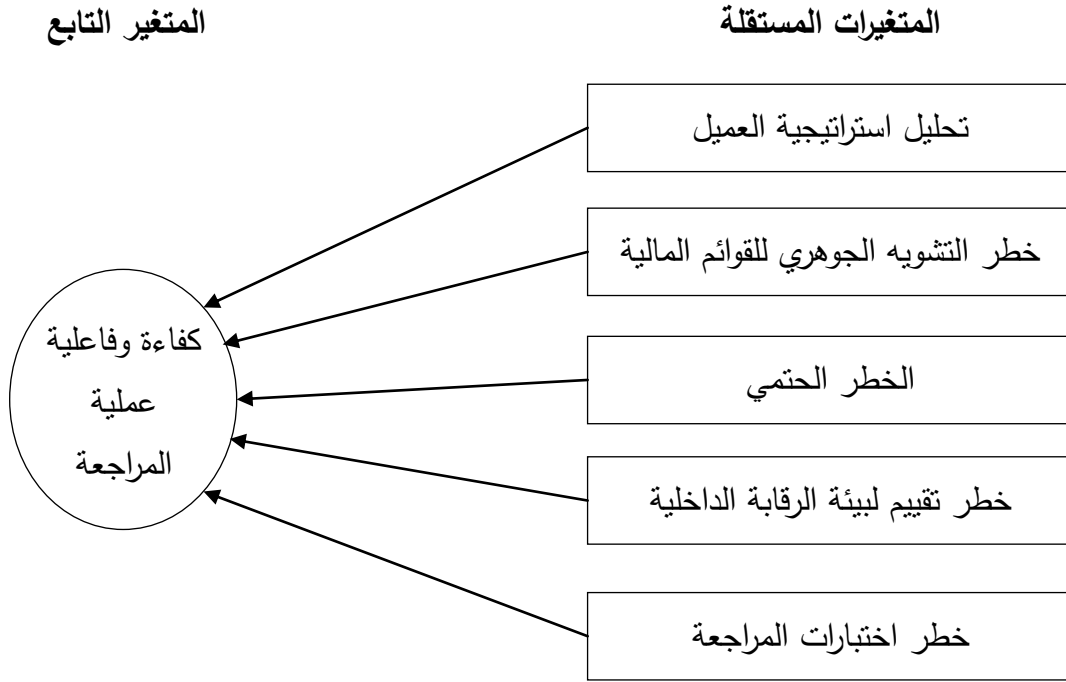 المتغيرات المستقلة
المتغير التابع
تحليل استراتيجية العميل
خطر التشويه الجوهري للقوائم المالية
الخطر الحتمي
خطر تقييم لبيئة الرقابة الداخلية
خطر اختبارات المراجعة
كفاءة وفاعلية
عملية
المراجعة